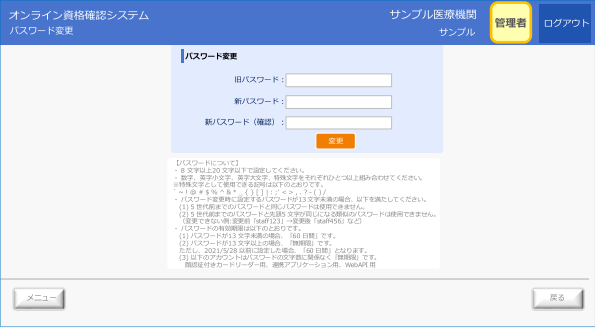 オンライン資格確認システム
パスワード変更
サンプル医療機関
サンプル
管理者
ログアウト
パスワード変更
旧パスワード：
新パスワード：
新パスワード（確認）：
変更
【パスワードについて】
・ 8 文字以上20 文字以下で設定してください。
・ 数字、英字小文字、英字大文字、特殊文字をそれぞれひとつ以上組み合わせてください。
※特殊文字として使用できる記号は以下のとおりです。
` ~ ! @ # $ % ^ & * _ { } [ ] | : ; ' < > , . ? - ( ) /
・ パスワード変更時に設定するパスワードが13 文字未満の場合、以下を満たしてください。
(1) 5 世代前までのパスワードと同じパスワードは使用できません。
(2) 5 世代前までのパスワードと先頭5 文字が同じになる類似のパスワードは使用できません。
（変更できない例:変更前「staff123」→変更後「staff456」など）
・ パスワードの有効期限は以下のとおりです。
(1) パスワードが13 文字未満の場合、「60 日間」です。
(2) パスワードが13 文字以上の場合、「無期限」です。
ただし、2021/5/28 以前に設定した場合、「60 日間」となります。
(3) 以下のアカウントはパスワードの文字数に関係なく「無期限」です。
顔認証付きカードリーダー用、連携アプリケーション用、WebAPI 用
メニュー
戻る